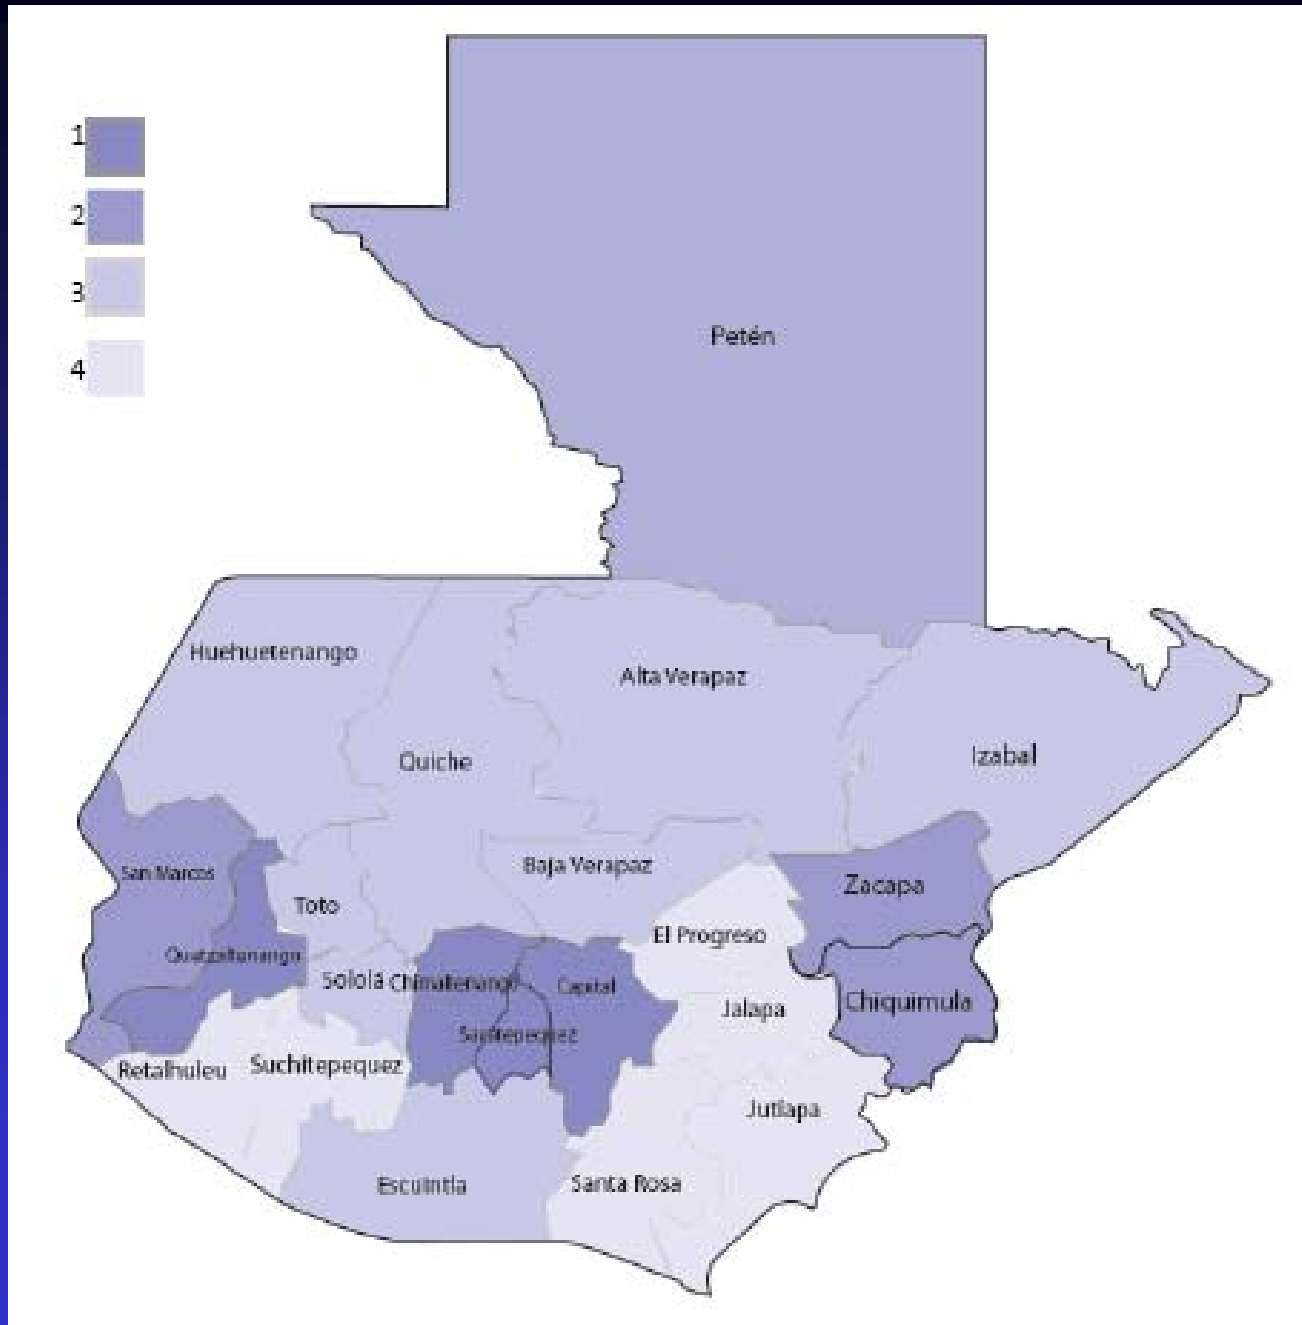 1
2
3
4
Petén
Huehuetenango
Alta Verapaz
Izabal
Quiche
San Marcos
Baja Verapaz
Zacapa
Toto
El Progreso
Quetzaltenango
Sololá
Chimaltenango
Capital
Chiquimula
Jalapa
Retalhuleu
Suchitepequez
Jutiapa
Escuintla
Santa Rosa